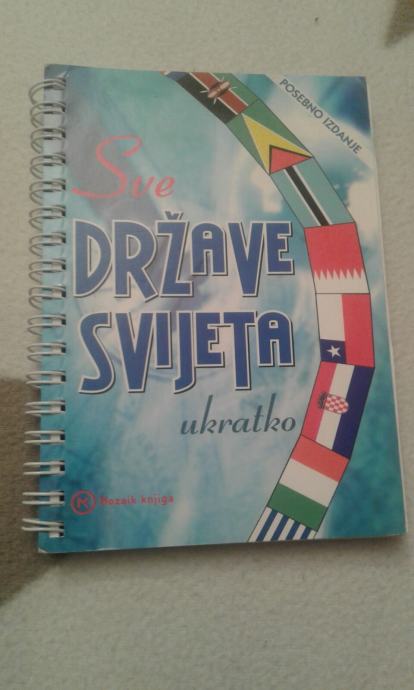 POSEBNO IZDANJE
Sve
DRŽAVE
SVIJETA
ukratko
Mozaik knjiga